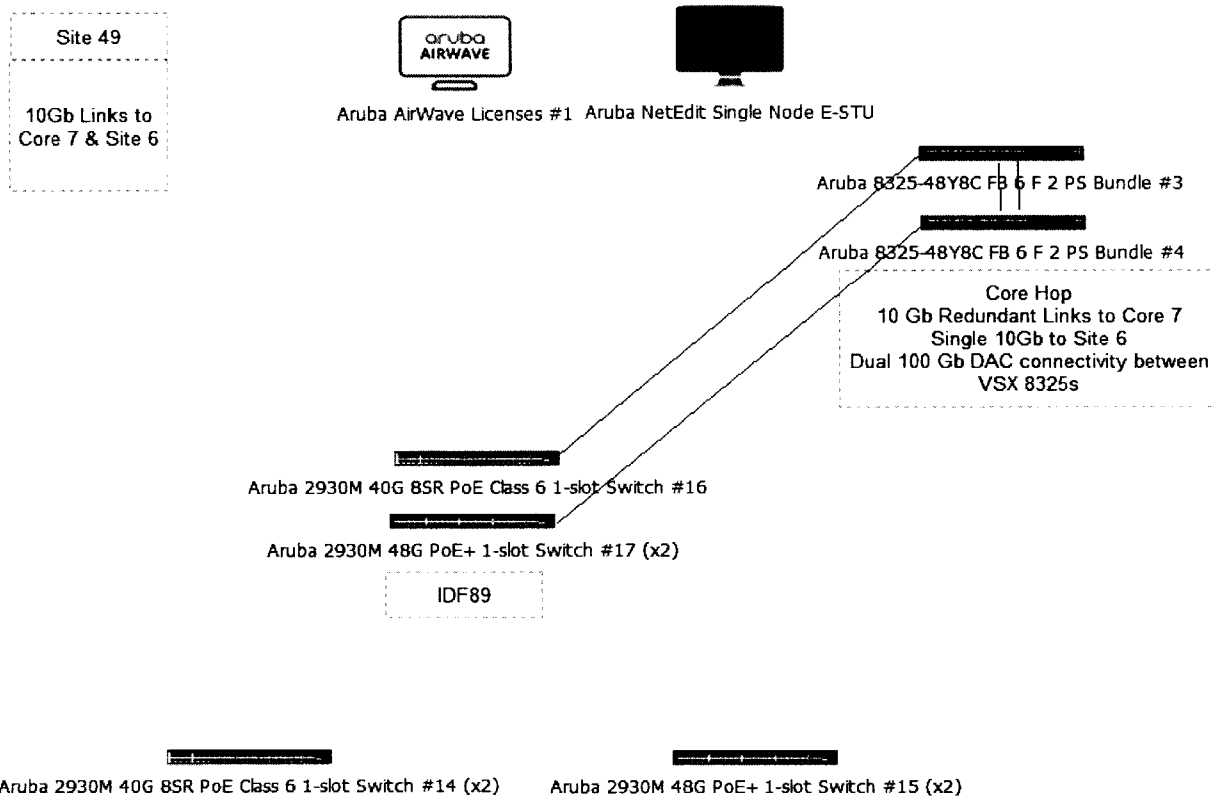 Site 49
10Gb Links to
Core 7 & Site 6
aruba
AIRWAVE
Aruba AirWave Licenses #1
Aruba NetEdit Single Node E-STU
Aruba 8325-48Y8C FB 6 F 2 PS Bundle #3
Aruba 8325-48Y8C FB 6 F 2 PS Bundle #4
Core Hop
10 Gb Redundant Links to Core 7
Single 10Gb to Site 6
Dual 100 Gb DAC connectivity between
VSX 8325s
Aruba 2930M 40G 8SR PoE Class 6 1-slot Switch #16
Aruba 2930M 48G PoE+ 1-slot Switch #17 (x2)
IDF89
Aruba 2930M 40G 8SR PoE Class 6 1-slot Switch #14 (x2)
Aruba 2930M 48G PoE+ 1-slot Switch #15 (x2)